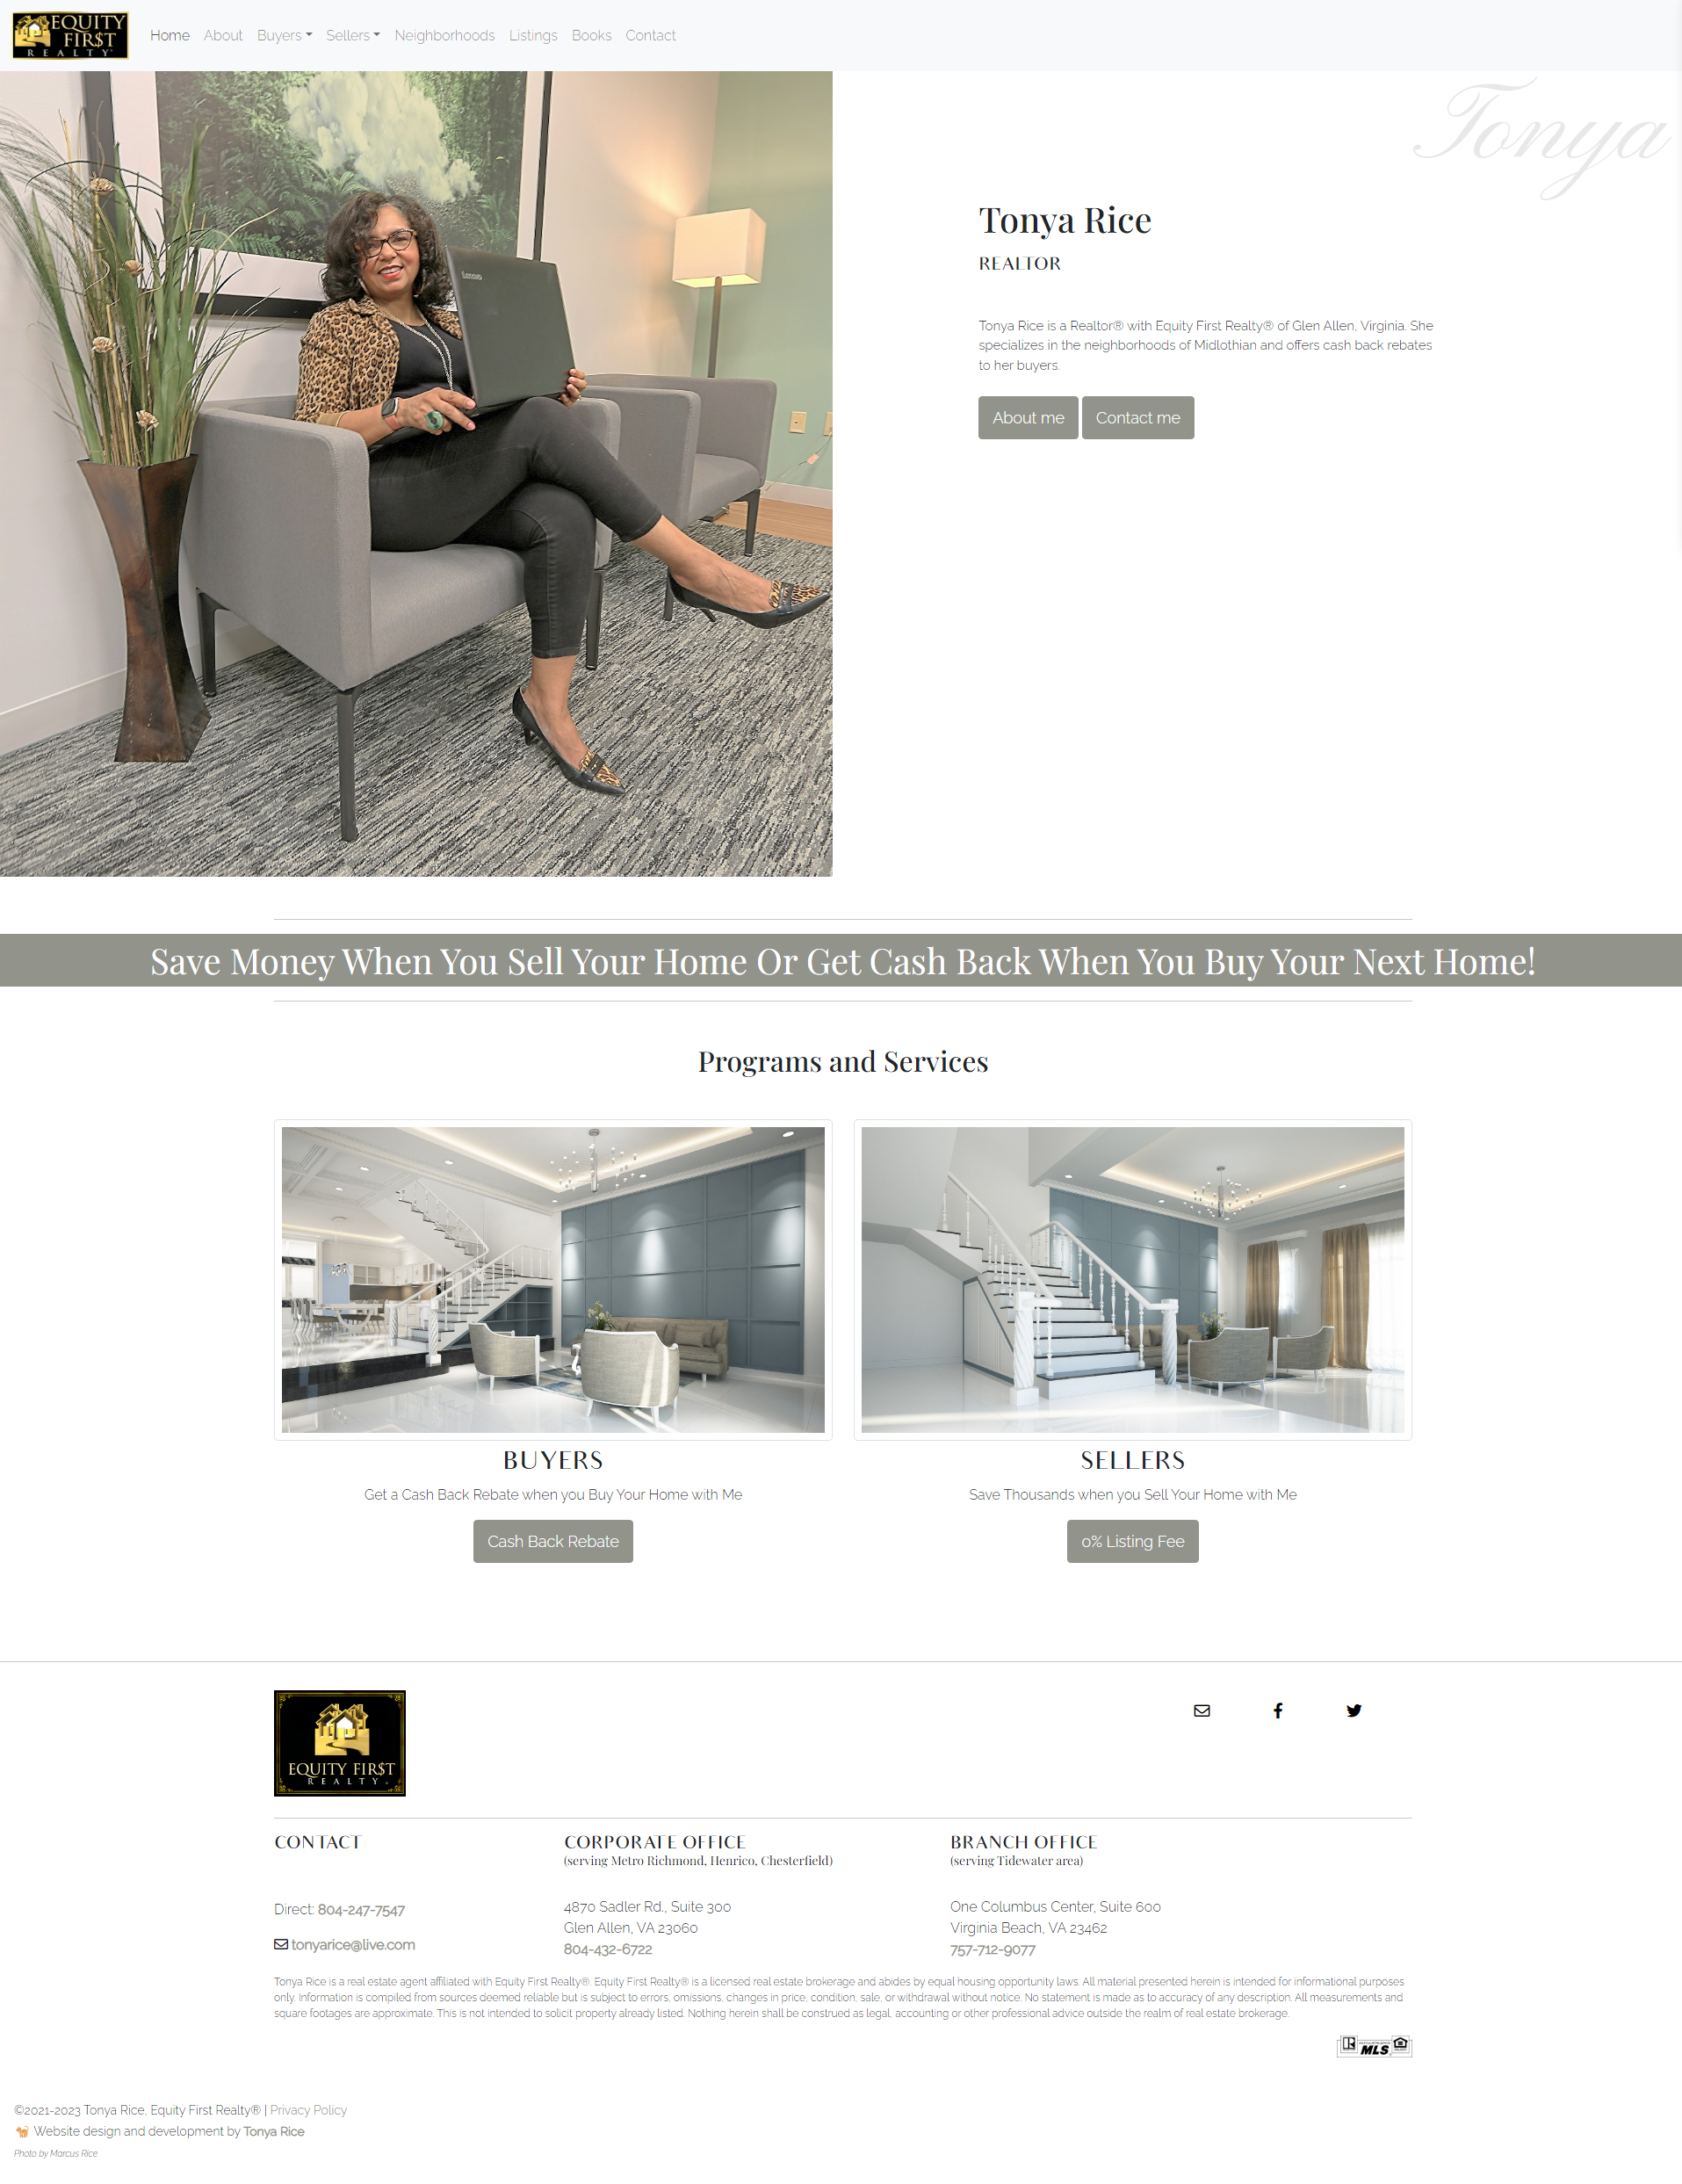 EQUITY
FIR$T
REALTY
Home About Buyers Sellers Neighborhoods Listings Books Contact
Tonya
Lenovo
Tonya Rice
REALTOR
Tonya Rice is a Realtor® with Equity First Realty® of Glen Allen, Virginia. She
specializes in the neighborhoods of Midlothian and offers cash back rebates
to her buyers.
About me Contact me
Save Money When You Sell Your Home Or Get Cash Back When You Buy Your Next Home!
Programs and Services
BUYERS
Get a Cash Back Rebate when you Buy Your Home with Me
Cash Back Rebate
SELLERS
Save Thousands when you Sell Your Home with Me
0% Listing Fee
EQUITY FIR$T
REALTY
CONTACT
Direct: 804-247-7547
tonyarice@live.com
CORPORATE OFFICE
(serving Metro Richmond, Henrico, Chesterfield)
4870 Sadler Rd., Suite 300
Glen Allen, VA 23060
804-432-6722
BRANCH OFFICE
(serving Tidewater area)
One Columbus Center, Suite 600
Virginia Beach, VA 23462
757-712-9077
Tonya Rice is a real estate agent affiliated with Equity First Realty®. Equity First Realty® is a licensed real estate brokerage and abides by equal housing opportunity laws. All material presented herein is intended for informational purposes
only. Information is compiled from sources deemed reliable but is subject to errors, omissions, changes in price, condition, sale, or withdrawal without notice. No statement is made as to accuracy of any description. All measurements and
square footages are approximate. This is not intended to solicit property already listed. Nothing herein shall be construed as legal, accounting or other professional advice outside the realm of real estate brokerage.
MLS
©2021-2023 Tonya Rice, Equity First Realty® | Privacy Policy
Website design and development by Tonya Rice
Photo by Marcus Rice